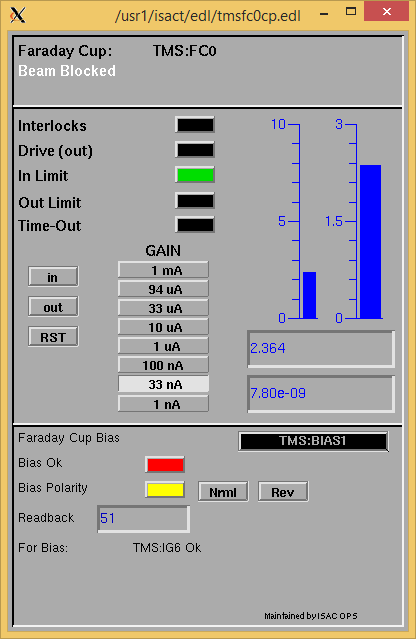 /usr1/isact/edl/tmsfc0cp.edl
Faraday Cup: TMS:FC0
Beam Blocked
Interlocks
Drive (out)
In Limit
Out Limit
Time-Out
10 3
5 1.5
0 0
GAIN
1 mA
94 uA
33 uA
10 uA
1 uA
100 nA
33 nA
1 nA
in
out
RST
2.364
7.80e-09
Faraday Cup Bias TMS:BIAS1
Bias Ok
Bias Polarity Nrml Rev
Readback 51
For Bias: TMS:IG6 Ok
Maintained by ISAC OPS